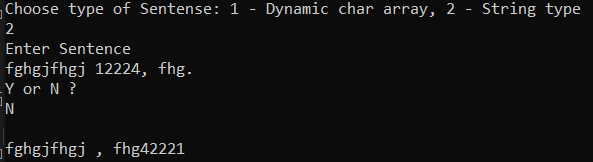 Choose type of Sentense: 1 - Dynamic char array, 2 - String type
2
Enter Sentence
fghgjfhgj 12224, fhg.
Y or N ?
N
fghgjfhgj , fhg42221